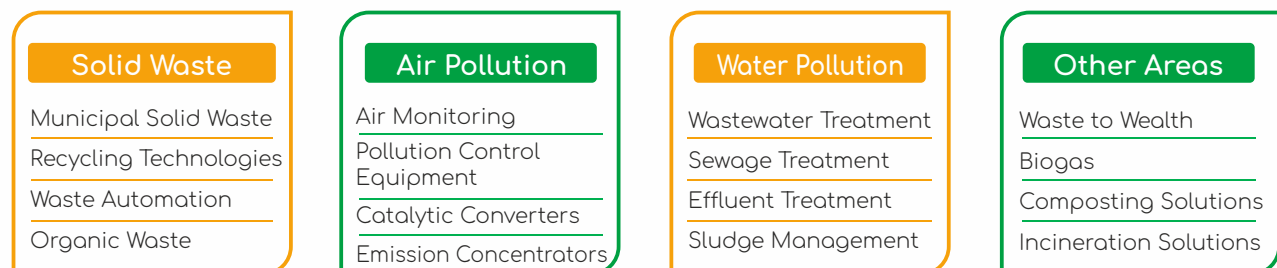 Solid Waste
Municipal Solid Waste
Recycling Technologies
Waste Automation
Organic Waste
Air Pollution
Air Monitoring
Pollution Control
Equipment
Catalytic Converters
Emission Concentrators
Water Pollution
Wastewater Treatment
Sewage Treatment
Effluent Treatment
Sludge Management
Other Areas
Waste to Wealth
Biogas
Composting Solutions
Incineration Solutions